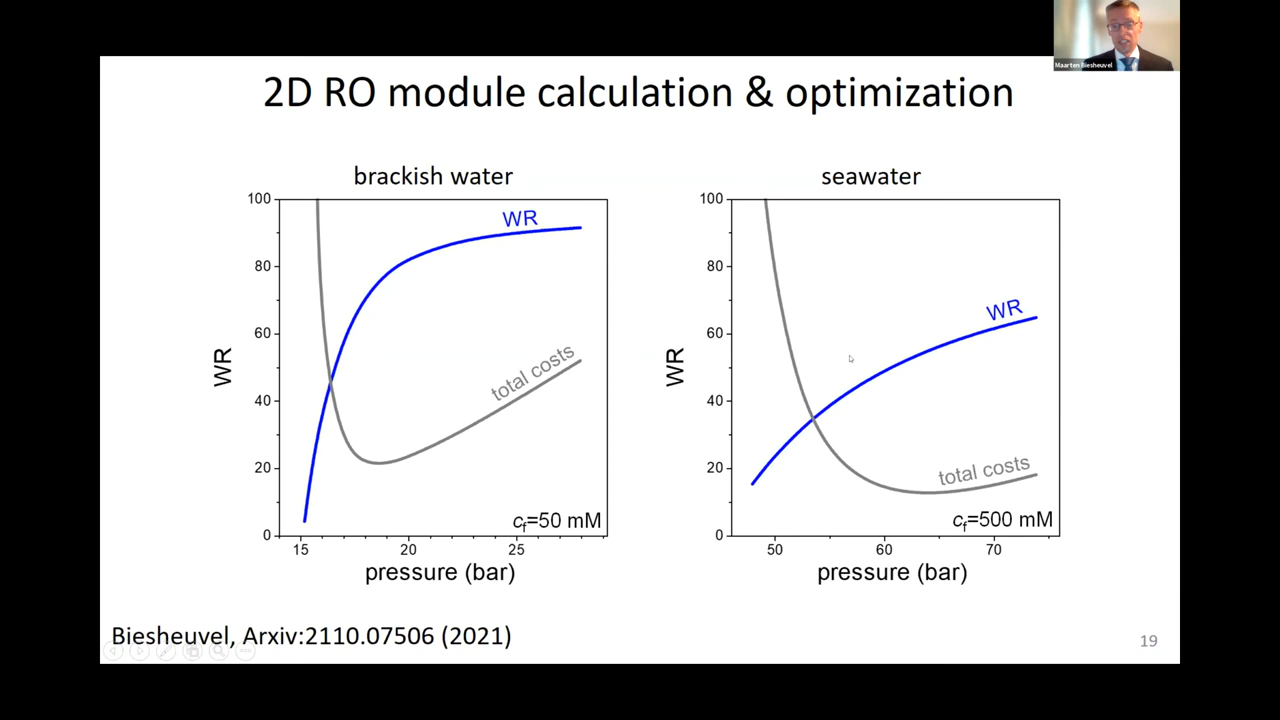 Maarten Biesheuvel
2D RO module calculation & optimization
brackish water
100
80
60
40
20
0
WR
WR
total costs
cf=50 mM
15
20
25
pressure (bar)
seawater
100
80
60
40
20
0
WR
WR
total costs
cf=500 mM
50
60
70
pressure (bar)
Biesheuvel, Arxiv:2110.07506 (2021)
19